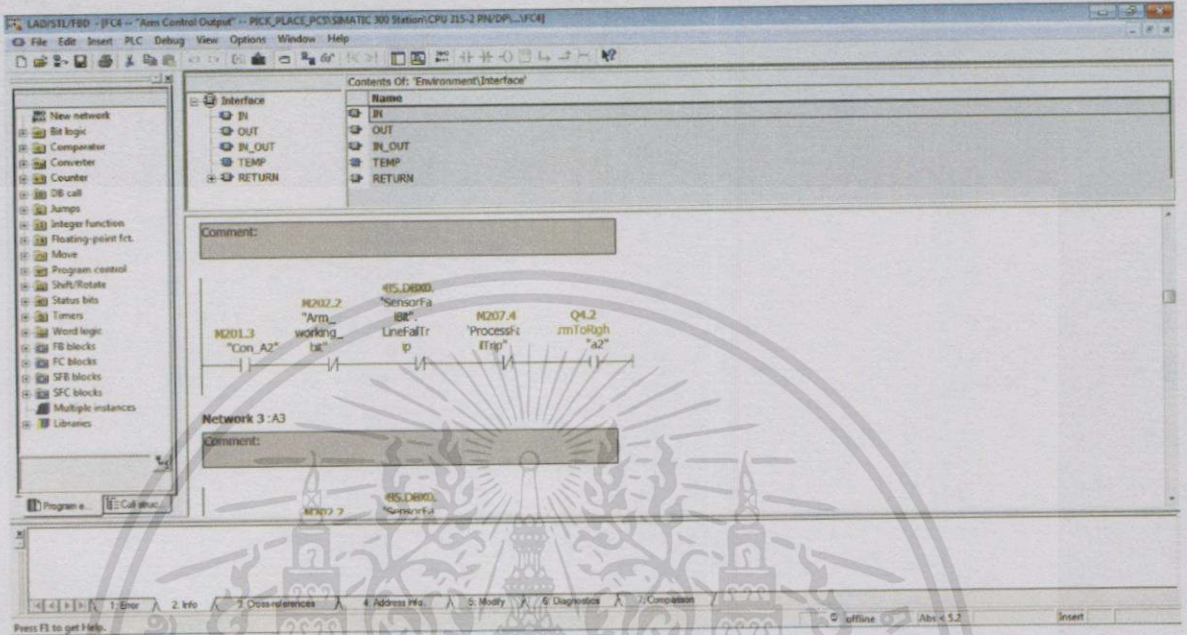 LAD/STL/FBD - [FC4 -- "Arm Control Output" -- PICK_PLACE_PCS\SIMATIC 300 Station\CPU 315-2 PN/DP\...\FC4]
File Edit Insert PLC Debug View Options Window Help
Contents Of: 'Environment\Interface'
Interface
IN
OUT
IN_OUT
TEMP
RETURN
Name
IN
OUT
IN_OUT
TEMP
RETURN
New network
Bit logic
Comparator
Converter
Counter
DB call
Jumps
Integer function
Floating-point fct.
Move
Program control
Shift/Rotate
Status bits
Timers
Word logic
FB blocks
FC blocks
SFB blocks
SFC blocks
Multiple instances
Libraries
Program e...
Call struc...
Comment:
M201.3
"Con_A2"
M202.2
"Arm_
working_
bit"
"SensorFa
lBit".
LineFailTr
ip
M207.4
"ProcessFa
ilTrip"
Q4.2
rmToRigh
"a2"
Network 3 :A3
Comment:
"SensorFa
1: Error
2: Info
3: Cross-references
4: Address info.
5: Modify
6: Diagnostics
7: Comparison
Press F1 to get Help.
offline
Abs < 5.2
Insert